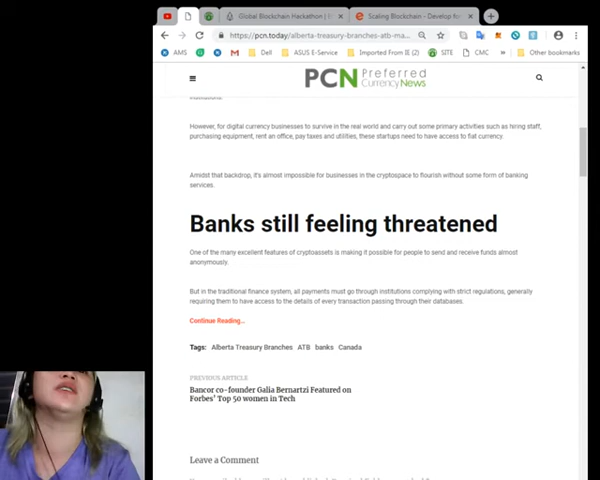 Global Blockchain Hackathon |
Scaling Blockchain - Develop fo
https://pcn.today/alberta-treasury-branches-atb-ma...
AMS
Dell
ASUS E-Service
Imported From IE (2)
SITE
CMC
Other bookmarks
PCN Preferred
Currency News
However, for digital currency businesses to survive in the real world and carry out some primary activities such as hiring staff,
purchasing equipment, rent an office, pay taxes and utilities, these startups need to have access to fiat currency.
Amidst that backdrop, it's almost impossible for businesses in the cryptospace to flourish without some form of banking
services.
Banks still feeling threatened
One of the many excellent features of cryptoassets is making it possible for people to send and receive funds almost
anonymously.
But in the traditional finance system, all payments must go through institutions complying with strict regulations, generally
requiring them to have access to the details of every transaction passing through their databases.
Continue Reading...
Tags: Alberta Treasury Branches ATB banks Canada
PREVIOUS ARTICLE
Bancor co-founder Galia Bernartzi Featured on
Forbes' Top 50 women in Tech
Leave a Comment